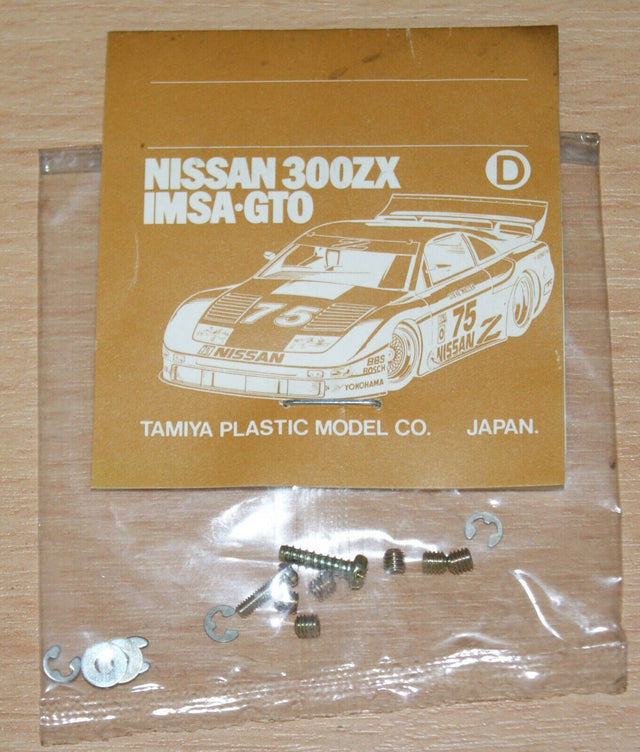 NISSAN 300ZX
IMSA·GTO
D
75
NISSAN
75
NISSAN Z
BBS
BOSCH
YOKOHAMA
TAMIYA PLASTIC MODEL CO. JAPAN.